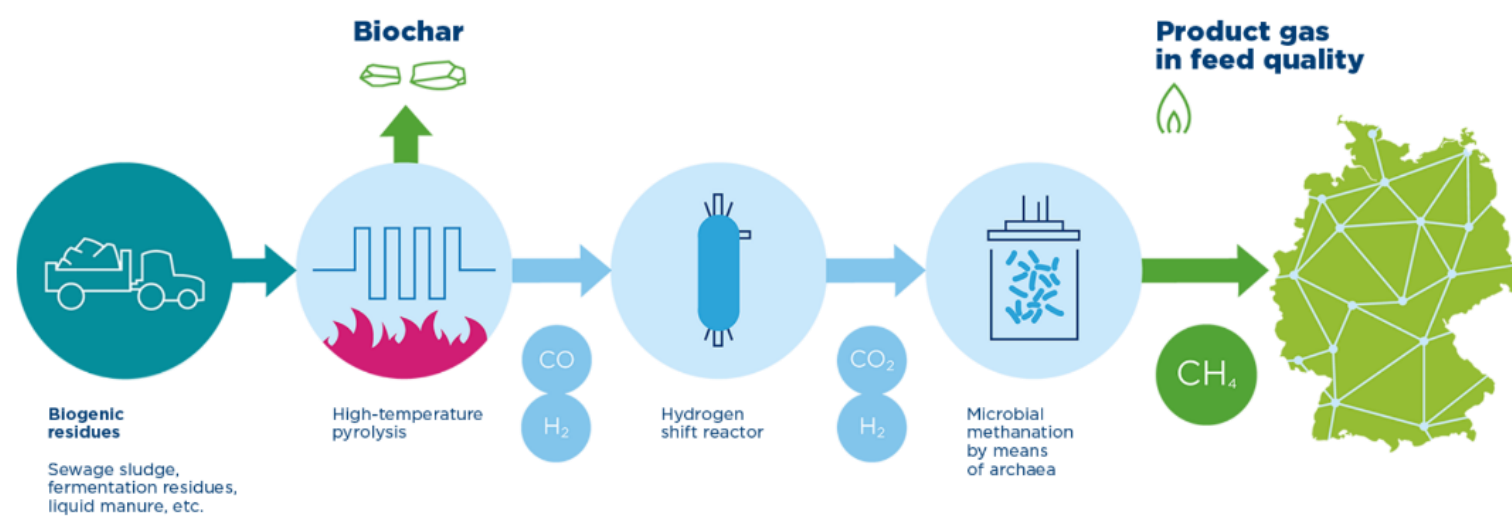 Biochar
Product gas
in feed quality
CO
H₂
CO₂
H₂
CH₄
Biogenic
residues
Sewage sludge,
fermentation residues,
liquid manure, etc.
High-temperature
pyrolysis
Hydrogen
shift reactor
Microbial
methanation
by means
of archaea